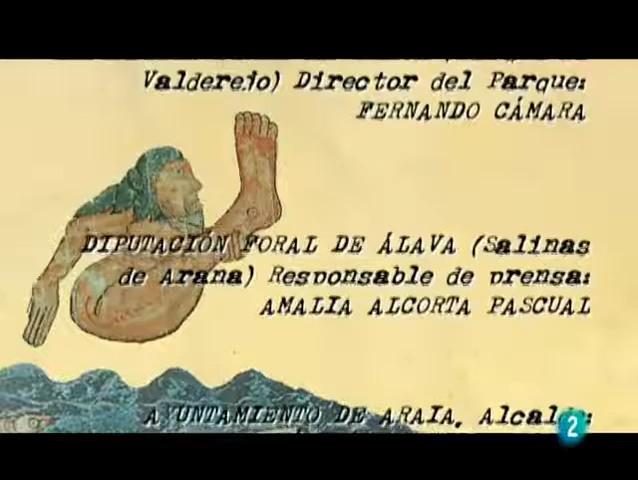 Valderejo) Director del Parque:
FERNANDO CÁMARA
DIPUTACIÓN FORAL DE ÁLAVA (Salinas
de Arana) Responsable de prensa:
AMALIA ALCORTA PASCUAL
AYUNTAMIENTO DE ARAIA. Alcalde:
2